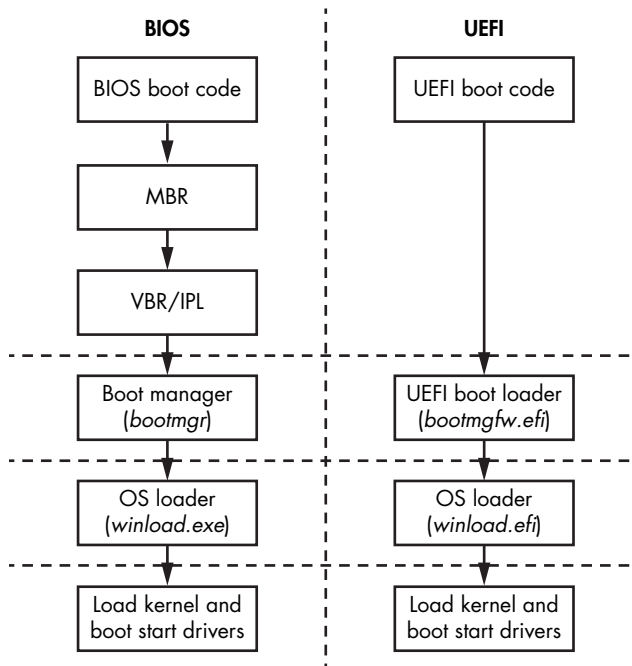 BIOS
UEFI
BIOS boot code
UEFI boot code
MBR
VBR/IPL
Boot manager
(bootmgr)
UEFI boot loader
(bootmgfw.efi)
OS loader
(winload.exe)
OS loader
(winload.efi)
Load kernel and
boot start drivers
Load kernel and
boot start drivers